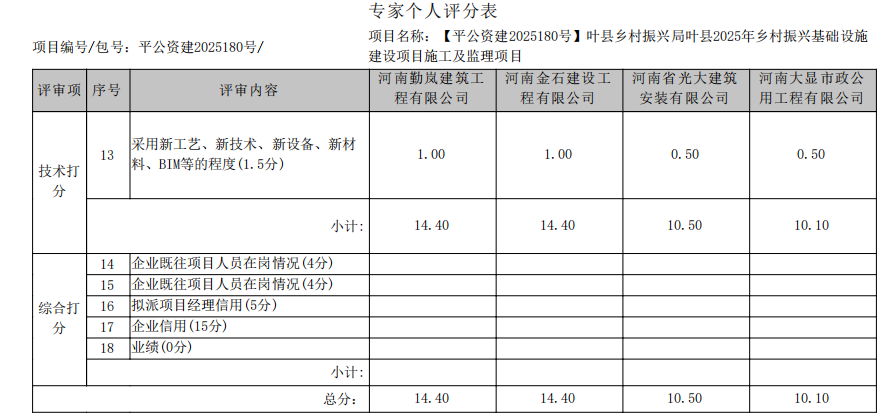 专家个人评分表
项目编号/包号：平公资建2025180号/
项目名称：【平公资建2025180号】叶县乡村振兴局叶县2025年乡村振兴基础设施
建设项目施工及监理项目
评审项 序号 评审内容 河南勤岚建筑工程有限公司 河南金石建设工程有限公司 河南省光大建筑安装有限公司 河南大显市政公用工程有限公司
技术打分
13 采用新工艺、新技术、新设备、新材料、BIM等的程度(1.5分) 1.00 1.00 0.50 0.50
小计: 14.40 14.40 10.50 10.10
综合打分
14 企业既往项目人员在岗情况(4分)
15 企业既往项目人员在岗情况(4分)
16 拟派项目经理信用(5分)
17 企业信用(15分)
18 业绩(0分)
小计:
总分： 14.40 14.40 10.50 10.10